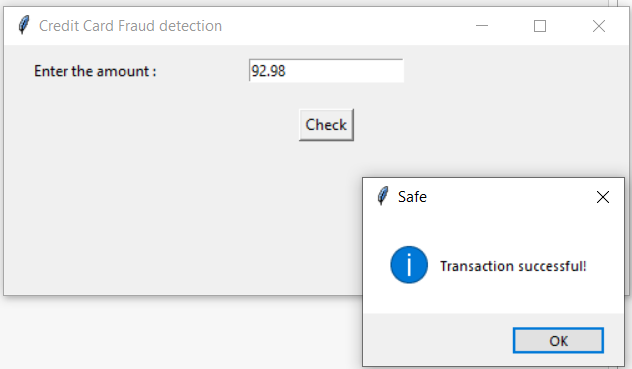 Credit Card Fraud detection
Enter the amount : 92.98
Check
Safe
Transaction successful!
OK